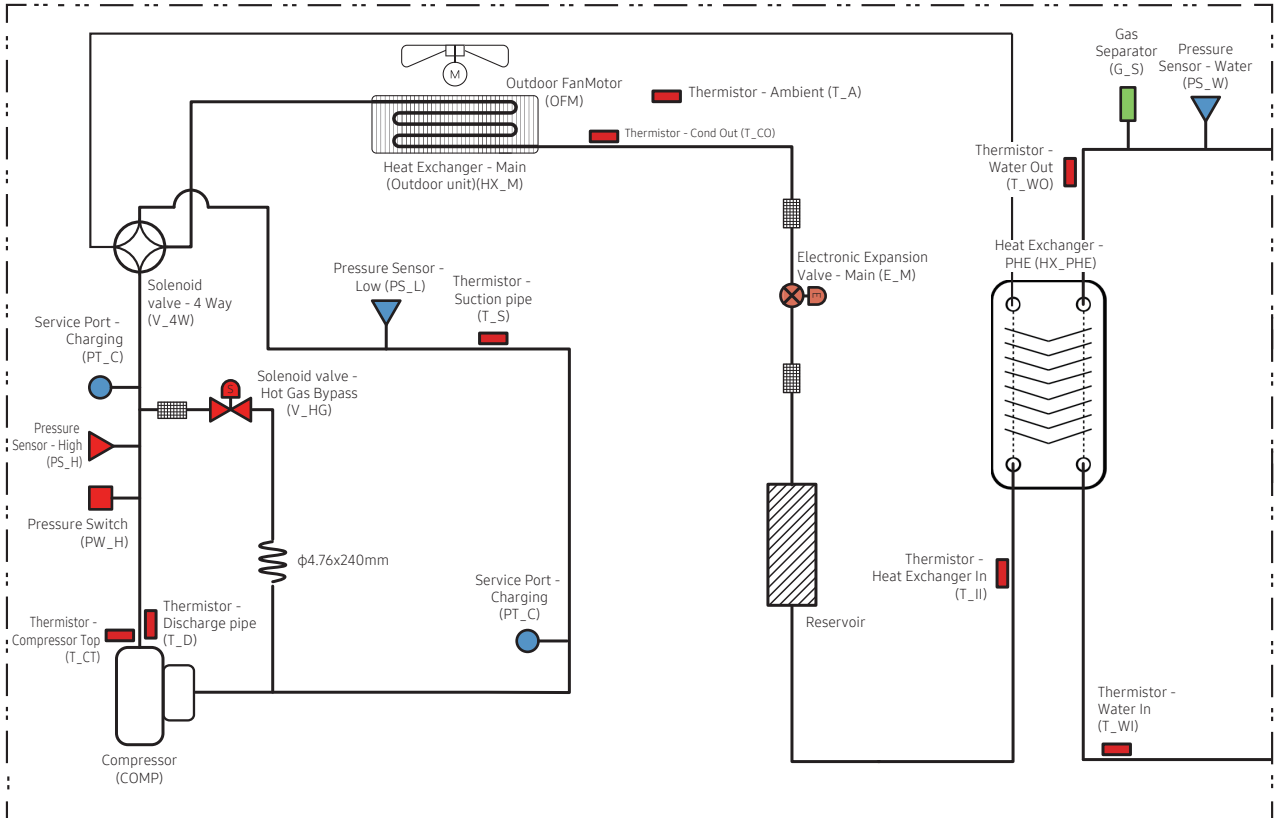 Gas
Separator
(G_S)
Pressure
Sensor - Water
(PS_W)
M
Outdoor FanMotor
(OFM)
Thermistor - Ambient (T_A)
Thermistor - Cond Out (T_CO)
Heat Exchanger - Main
(Outdoor unit)(HX_M)
Thermistor -
Water Out
(T_WO)
Heat Exchanger -
PHE (HX_PHE)
Electronic Expansion
Valve - Main (E_M)
E
Pressure Sensor -
Low (PS_L)
Thermistor -
Suction pipe
(T_S)
Solenoid
valve - 4 Way
(V_4W)
Service Port -
Charging
(PT_C)
Solenoid valve -
Hot Gas Bypass
(V_HG)
S
Pressure
Sensor - High
(PS_H)
Pressure Switch
(PW_H)
ϕ4.76x240mm
Service Port -
Charging
(PT_C)
Thermistor -
Heat Exchanger In
(T_II)
Reservoir
Thermistor -
Discharge pipe
(T_D)
Thermistor -
Compressor Top
(T_CT)
Thermistor -
Water In
(T_WI)
Compressor
(COMP)